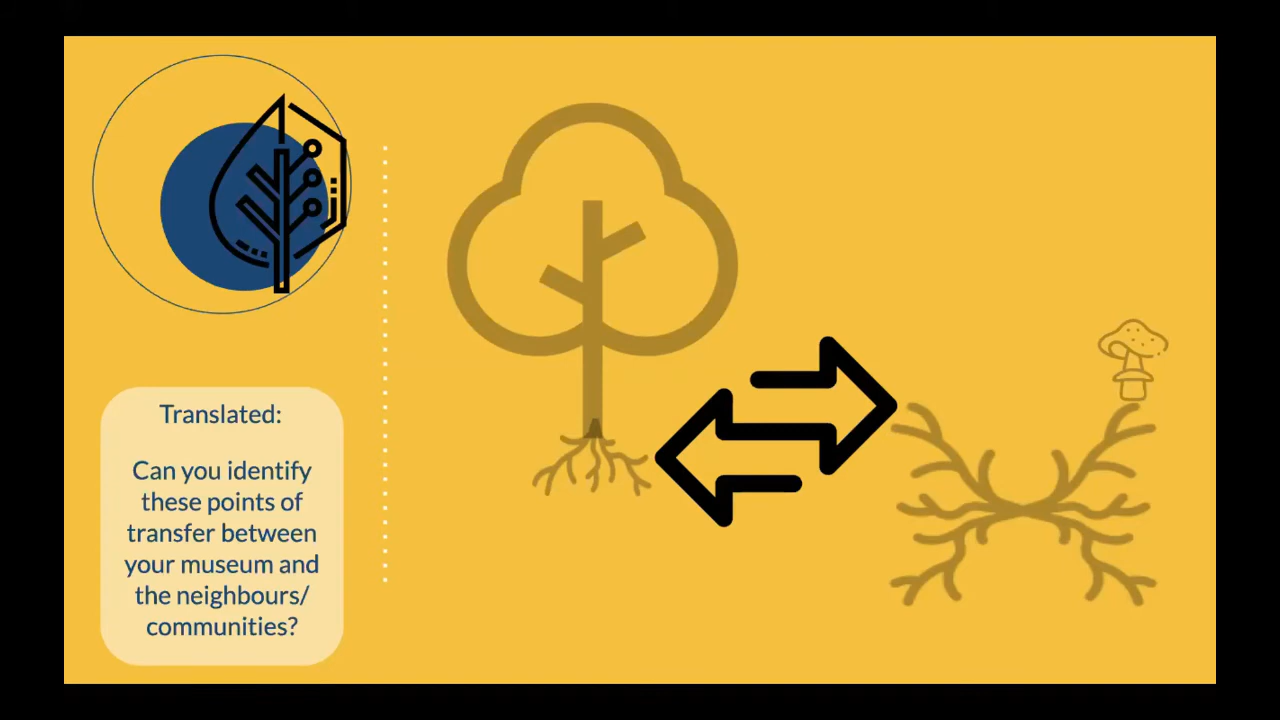 Translated:
Can you identify
these points of
transfer between
your museum and
the neighbours/
communities?